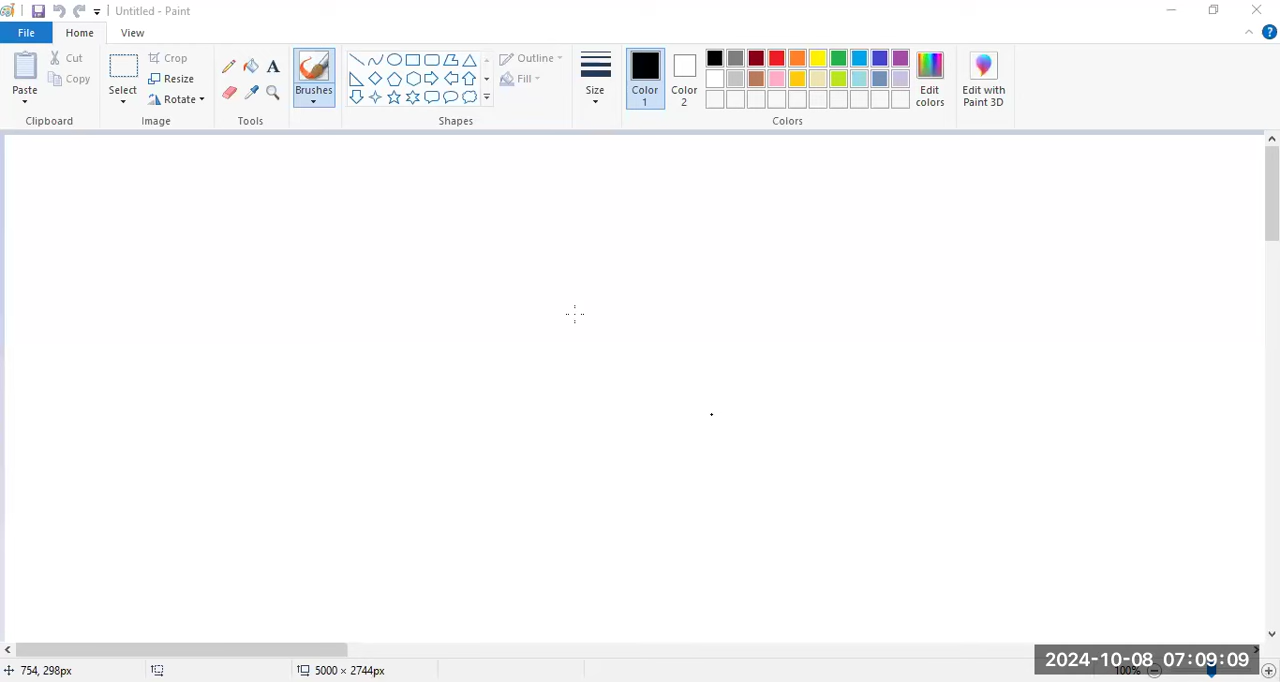 Untitled - Paint
File Home View
Paste
Cut
Copy
Clipboard
Select
Crop
Resize
Rotate
Image
A
Tools
Brushes
Shapes
Outline
Fill
Size
Color 1
Color 2
Colors
Edit colors
Edit with Paint 3D
?
754, 298px
5000 × 2744px
100%
2024-10-08 07:09:09